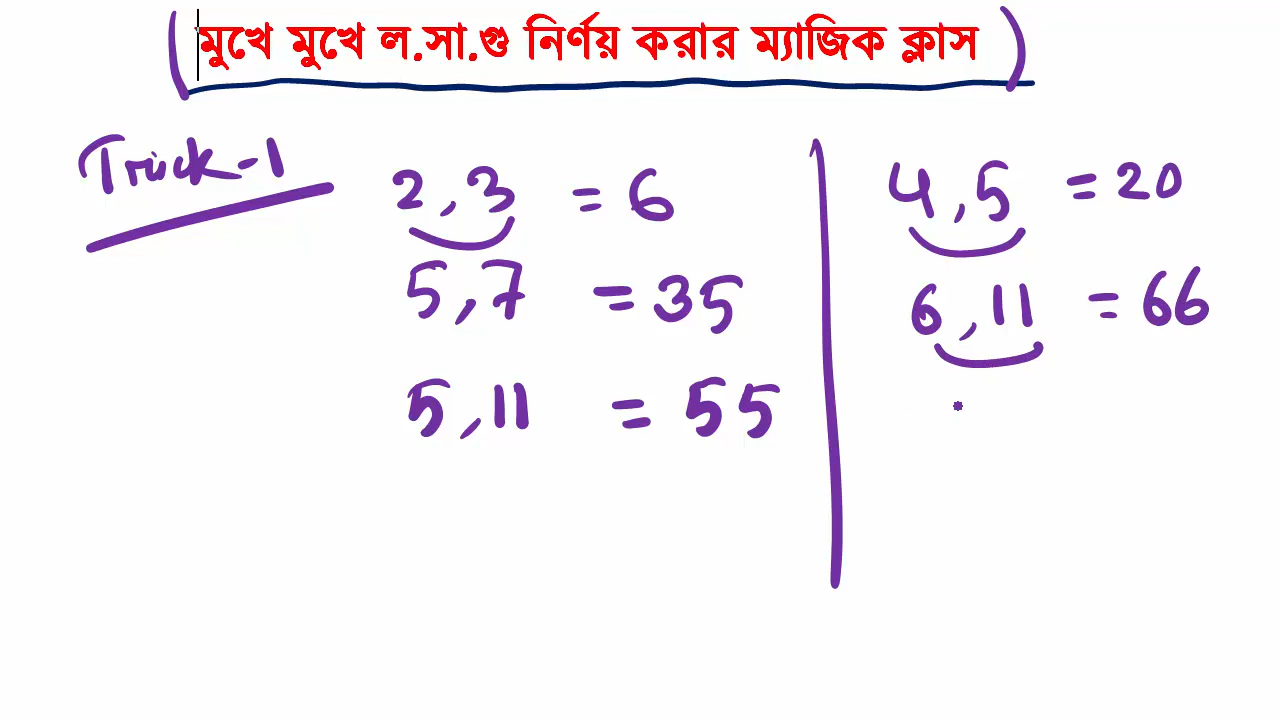 মুখে মুখে ল.সা.গু নির্ণয় করার ম্যাজিক ক্লাস
Trick-1
2,3 = 6
5,7 = 35
5,11 = 55
4,5 = 20
6,11 = 66